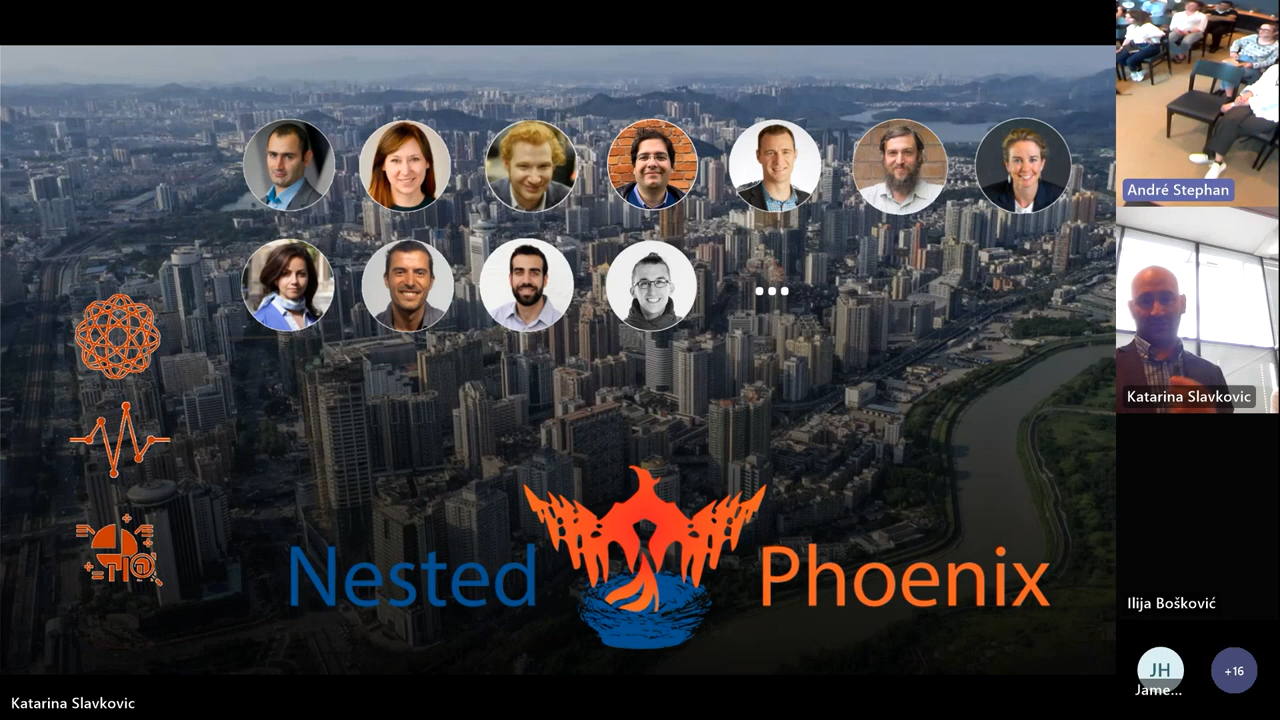 Nested Phoenix
Katarina Slavkovic
André Stephan
Katarina Slavkovic
Ilija Bošković
JH
Jame...
+16